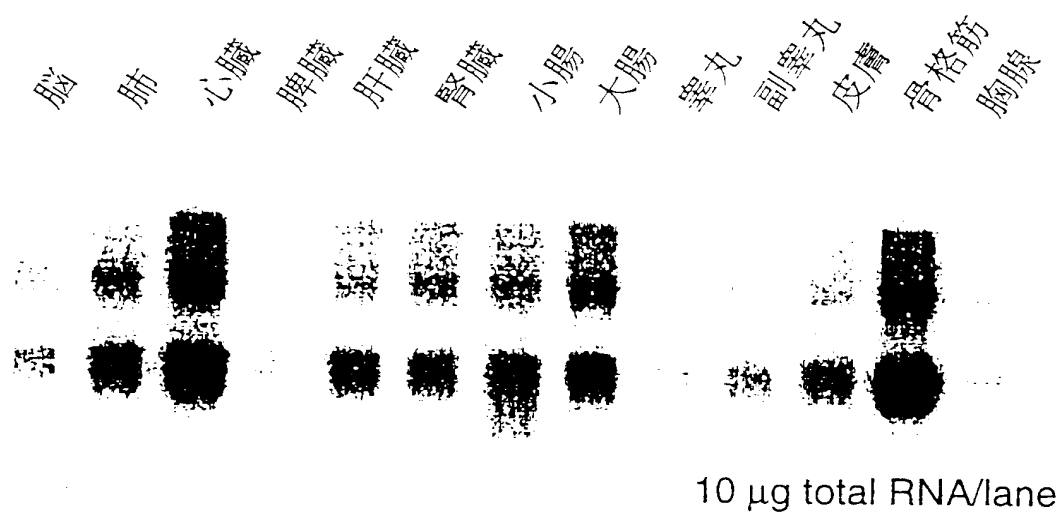 脳
肺
心臓
脾臓
肝臓
腎臓
小腸
大腸
睾丸
副睾丸
皮膚
骨格筋
胸腺
10 μg total RNA/lane